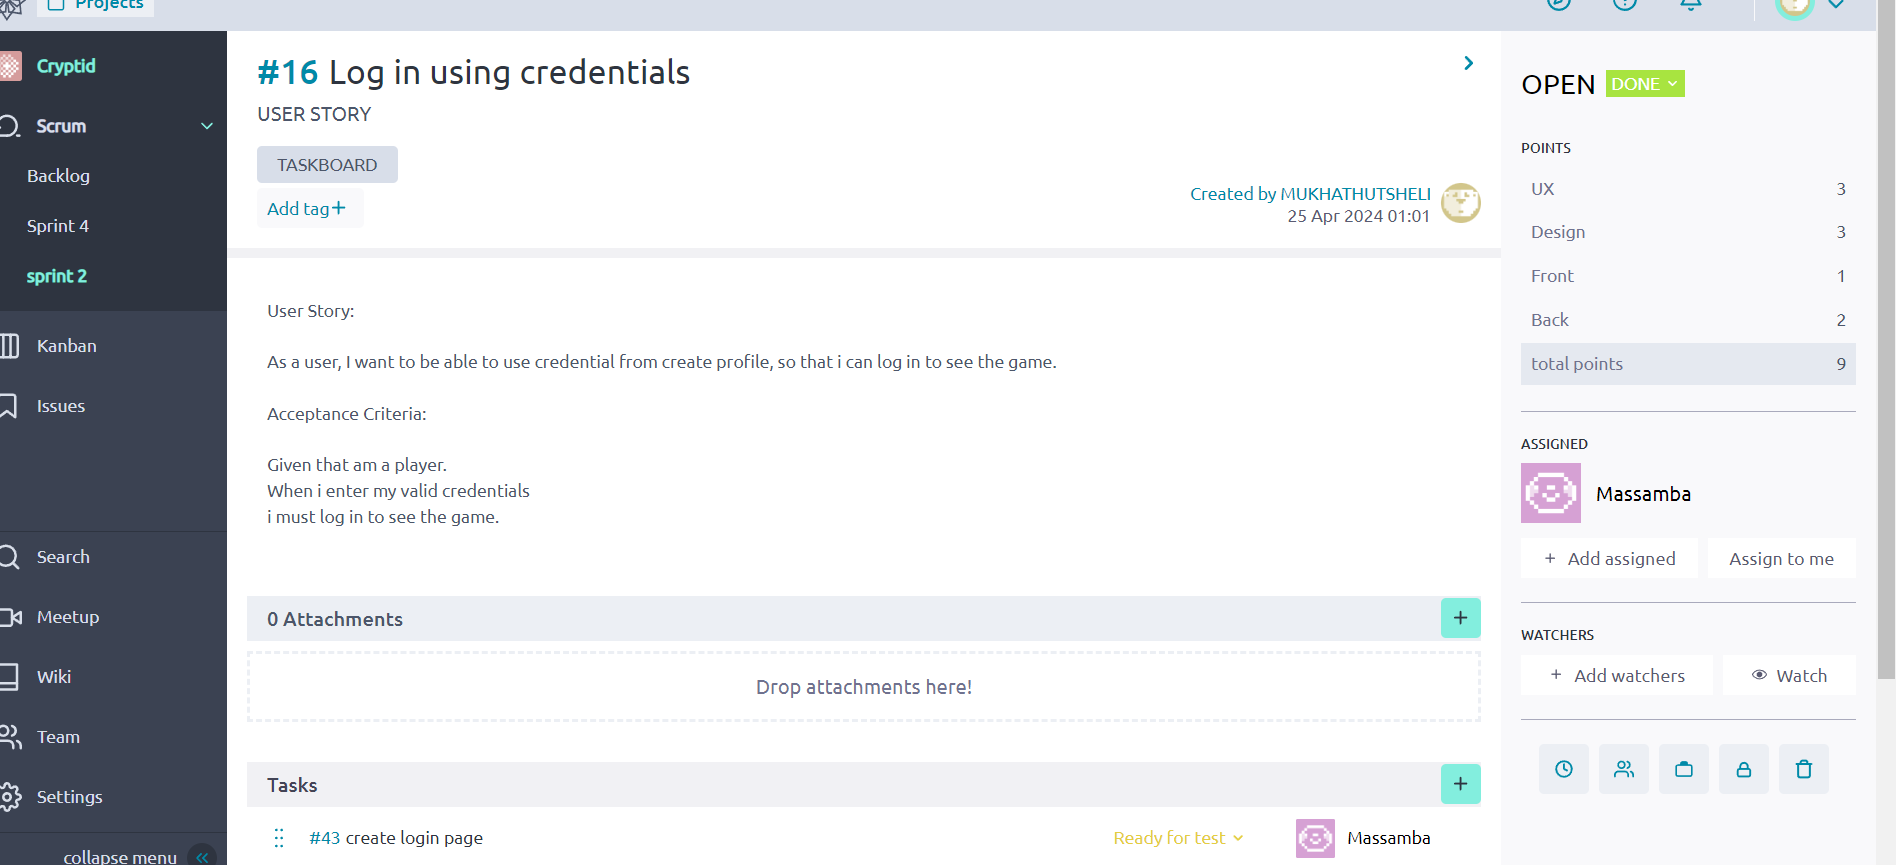 Projects
Cryptid
Scrum
Backlog
Sprint 4
sprint 2
Kanban
Issues
Search
Meetup
Wiki
Team
Settings
collapse menu
#16 Log in using credentials
USER STORY
TASKBOARD
Add tag+
Created by MUKHATHUTSHELI
25 Apr 2024 01:01
User Story:
As a user, I want to be able to use credential from create profile, so that i can log in to see the game.
Acceptance Criteria:
Given that am a player.
When i enter my valid credentials
i must log in to see the game.
0 Attachments
Drop attachments here!
Tasks
#43 create login page
Ready for test
Massamba
OPEN DONE
POINTS
UX 3
Design 3
Front 1
Back 2
total points 9
ASSIGNED
Massamba
+ Add assigned
Assign to me
WATCHERS
+ Add watchers
Watch